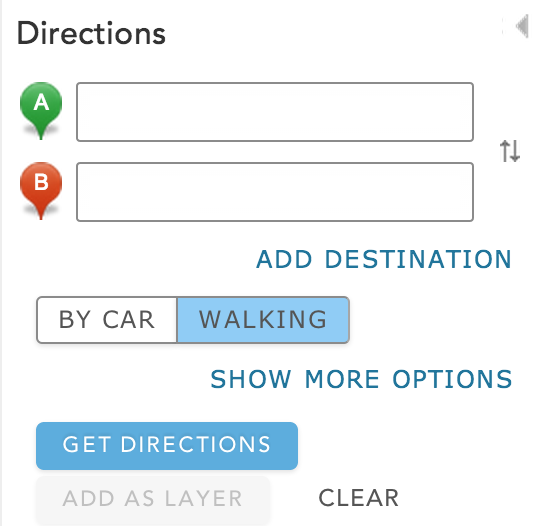 Directions
A
B
ADD DESTINATION
BY CAR WALKING
SHOW MORE OPTIONS
GET DIRECTIONS
ADD AS LAYER CLEAR